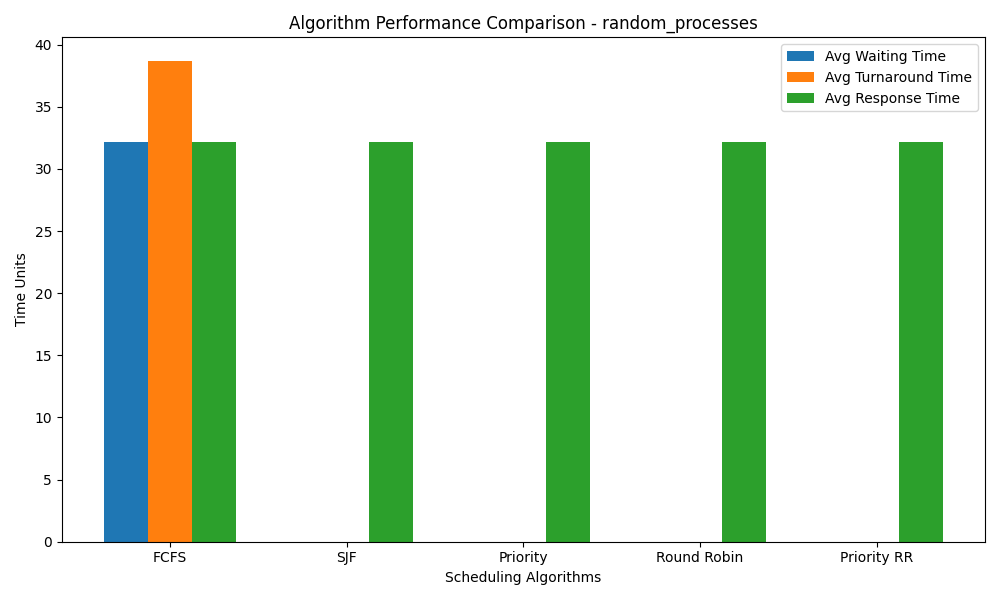 Algorithm Performance Comparison - random_processes
Avg Waiting Time
Avg Turnaround Time
Avg Response Time
Time Units
40
35
30
25
20
15
10
5
0
FCFS
SJF
Priority
Round Robin
Priority RR
Scheduling Algorithms